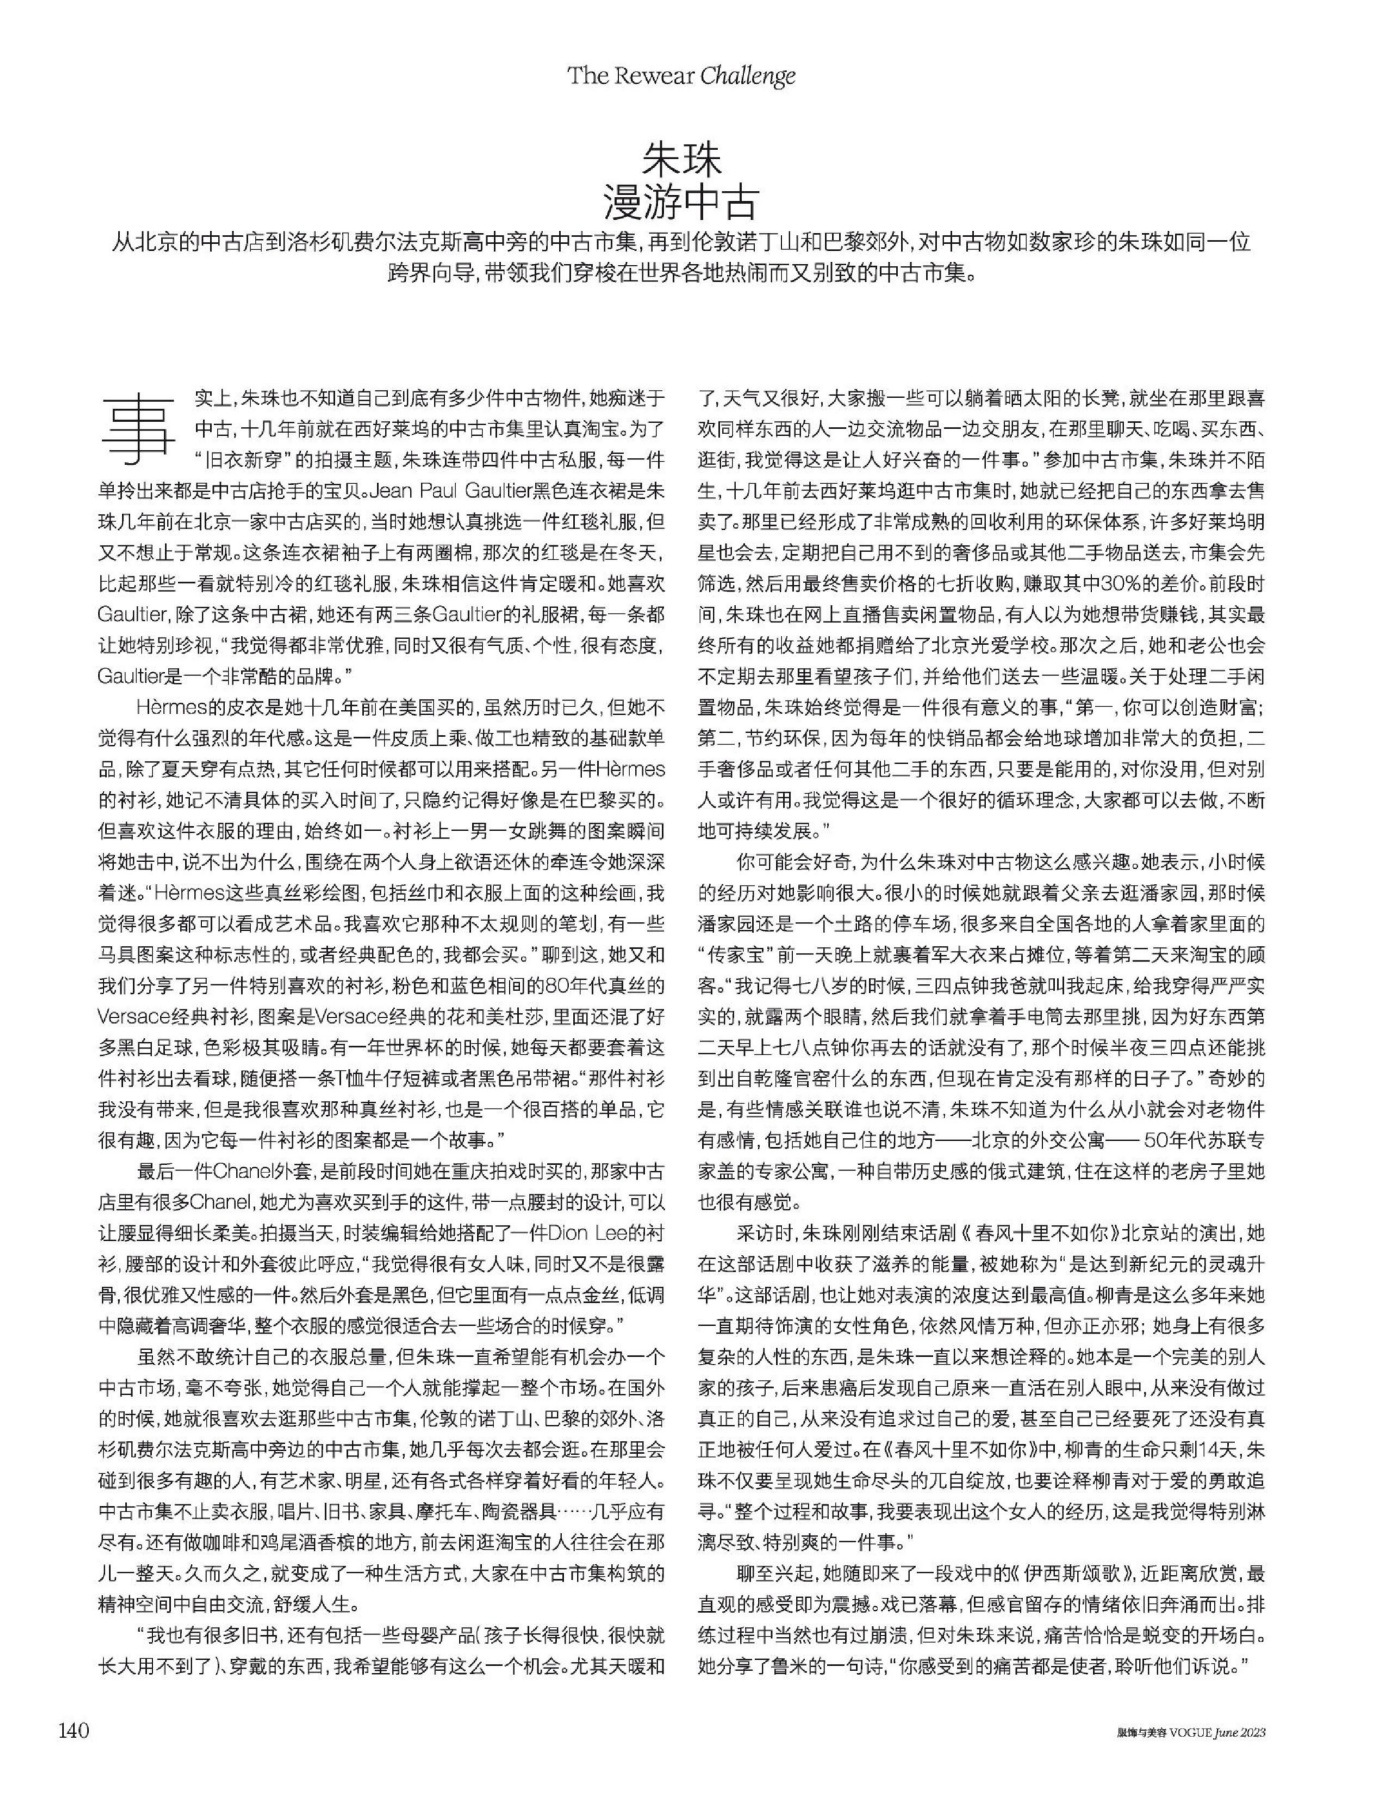 The Rewear Challenge
朱珠
漫游中古
从北京的中古店到洛杉矶费尔法克斯高中旁的中古市集,再到伦敦诺丁山和巴黎郊外,对中古物如数家珍的朱珠如同一位
跨界向导,带领我们穿梭在世界各地热闹而又别致的中古市集。
事实上,朱珠也不知道自己到底有多少件中古物件,她痴迷于
中古,十几年前就在西好莱坞的中古市集里认真淘宝。为了
“旧衣新穿”的拍摄主题,朱珠连带四件中古私服,每一件
单拎出来都是中古店抢手的宝贝。Jean Paul Gaultier黑色连衣裙是朱
珠几年前在北京一家中古店买的,当时她想认真挑选一件红毯礼服,但
又不想止于常规。这条连衣裙袖子上有两圈棉,那次的红毯是在冬天,
比起那些一看就特别冷的红毯礼服,朱珠相信这件肯定暖和。她喜欢
Gaultier,除了这条中古裙,她还有两三条Gaultier的礼服裙,每一条都
让她特别珍视,“我觉得都非常优雅,同时又很有气质、个性,很有态度,
Gaultier是一个非常酷的品牌。”
Hèrmes的皮衣是她十几年前在美国买的,虽然历时已久,但她不
觉得有什么强烈的年代感。这是一件皮质上乘、做工也精致的基础款单
品,除了夏天穿有点热,其它任何时候都可以用来搭配。另一件Hèrmes
的衬衫,她记不清具体的买入时间了,只隐约记得好像是在巴黎买的。
但喜欢这件衣服的理由,始终如一。衬衫上一男一女跳舞的图案瞬间
将她击中,说不出为什么,围绕在两个人身上欲语还休的牵连令她深深
着迷。“Hèrmes这些真丝彩绘图,包括丝巾和衣服上面的这种绘画,我
觉得很多都可以看成艺术品。我喜欢它那种不太规则的笔划,有一些
马具图案这种标志性的,或者经典配色的,我都会买。”聊到这,她又和
我们分享了另一件特别喜欢的衬衫,粉色和蓝色相间的80年代真丝的
Versace经典衬衫,图案是Versace经典的花和美杜莎,里面还混了好
多黑白足球,色彩极其吸睛。有一年世界杯的时候,她每天都要套着这
件衬衫出去看球,随便搭一条T恤牛仔短裤或者黑色吊带裙。“那件衬衫
我没有带来,但是我很喜欢那种真丝衬衫,也是一个很百搭的单品,它
很有趣,因为它每一件衬衫的图案都是一个故事。”
最后一件Chanel外套,是前段时间她在重庆拍戏时买的,那家中古
店里有很多Chanel,她尤为喜欢买到手的这件,带一点腰封的设计,可以
让腰显得细长柔美。拍摄当天,时装编辑给她搭配了一件Dion Lee的衬
衫,腰部的设计和外套彼此呼应,“我觉得很有女人味,同时又不是很露
骨,很优雅又性感的一件。然后外套是黑色,但它里面有一点点金丝,低调
中隐藏着高调奢华,整个衣服的感觉很适合去一些场合的时候穿。”
虽然不敢统计自己的衣服总量,但朱珠一直希望能有机会办一个
中古市场,毫不夸张,她觉得自己一个人就能撑起一整个市场。在国外
的时候,她就很喜欢去逛那些中古市集,伦敦的诺丁山、巴黎的郊外、洛
杉矶费尔法克斯高中旁边的中古市集,她几乎每次去都会逛。在那里会
碰到很多有趣的人,有艺术家、明星,还有各式各样穿着好看的年轻人。
中古市集不止卖衣服,唱片、旧书、家具、摩托车、陶瓷器具……几乎应有
尽有。还有做咖啡和鸡尾酒香槟的地方,前去闲逛淘宝的人往往会在那
儿一整天。久而久之,就变成了一种生活方式,大家在中古市集构筑的
精神空间中自由交流,舒缓人生。
“我也有很多旧书,还有包括一些母婴产品(孩子长得很快,很快就
长大用不到了)、穿戴的东西,我希望能够有这么一个机会。尤其天暖和
了,天气又很好,大家搬一些可以躺着晒太阳的长凳,就坐在那里跟喜
欢同样东西的人一边交流物品一边交朋友,在那里聊天、吃喝、买东西、
逛街,我觉得这是让人好兴奋的一件事。”参加中古市集,朱珠并不陌
生,十几年前去西好莱坞逛中古市集时,她就已经把自己的东西拿去售
卖了。那里已经形成了非常成熟的回收利用的环保体系,许多好莱坞明
星也会去,定期把自己用不到的奢侈品或其他二手物品送去,市集会先
筛选,然后用最终售卖价格的七折收购,赚取其中30%的差价。前段时
间,朱珠也在网上直播售卖闲置物品,有人以为她想带货赚钱,其实最
终所有的收益她都捐赠给了北京光爱学校。那次之后,她和老公也会
不定期去那里看望孩子们,并给他们送去一些温暖。关于处理二手闲
置物品,朱珠始终觉得是一件很有意义的事,“第一,你可以创造财富;
第二,节约环保,因为每年的快销品都会给地球增加非常大的负担,二
手奢侈品或者任何其他二手的东西,只要是能用的,对你没用,但对别
人或许有用。我觉得这是一个很好的循环理念,大家都可以去做,不断
地可持续发展。”
你可能会好奇,为什么朱珠对中古物这么感兴趣。她表示,小时候
的经历对她影响很大。很小的时候她就跟着父亲去逛潘家园,那时候
潘家园还是一个土路的停车场,很多来自全国各地的人拿着家里面的
“传家宝”前一天晚上就裹着军大衣来占摊位,等着第二天来淘宝的顾
客。“我记得七八岁的时候,三四点钟我爸就叫我起床,给我穿得严严实
实的,就露两个眼睛,然后我们就拿着手电筒去那里挑,因为好东西第
二天早上七八点钟你再去的话就没有了,那个时候半夜三四点还能挑
到出自乾隆官窑什么的东西,但现在肯定没有那样的日子了。”奇妙的
是,有些情感关联谁也说不清,朱珠不知道为什么从小就会对老物件
有感情,包括她自己住的地方——北京的外交公寓——50年代苏联专
家盖的专家公寓,一种自带历史感的俄式建筑,住在这样的老房子里她
也很有感觉。
采访时,朱珠刚刚结束话剧《春风十里不如你》北京站的演出,她
在这部话剧中收获了滋养的能量,被她称为“是达到新纪元的灵魂升
华”。这部话剧,也让她对表演的浓度达到最高值。柳青是这么多年来她
一直期待饰演的女性角色,依然风情万种,但亦正亦邪;她身上有很多
复杂的人性的东西,是朱珠一直以来想诠释的。她本是一个完美的别人
家的孩子,后来患癌后发现自己原来一直活在别人眼中,从来没有做过
真正的自己,从来没有追求过自己的爱,甚至自己已经要死了还没有真
正地被任何人爱过。在《春风十里不如你》中,柳青的生命只剩14天,朱
珠不仅要呈现她生命尽头的兀自绽放,也要诠释柳青对于爱的勇敢追
寻。“整个过程和故事,我要表现出这个女人的经历,这是我觉得特别淋
漓尽致、特别爽的一件事。”
聊至兴起,她随即来了一段戏中的《伊西斯颂歌》,近距离欣赏,最
直观的感受即为震撼。戏已落幕,但感官留存的情绪依旧奔涌而出。排
练过程中当然也有过崩溃,但对朱珠来说,痛苦恰恰是蜕变的开场白。
她分享了鲁米的一句诗,“你感受到的痛苦都是使者,聆听他们诉说。”
140
服饰与美容 VOGUE June 2023